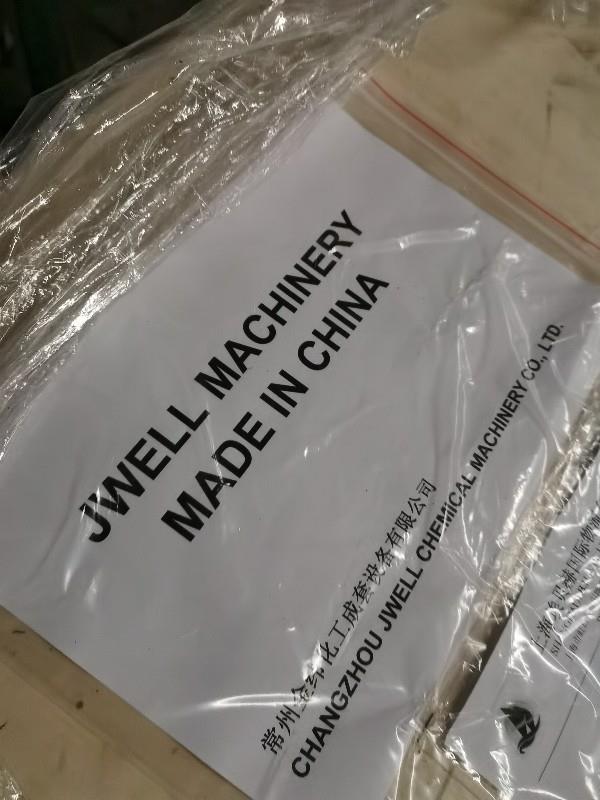 JWELL MACHINERY
MADE IN CHINA
常州金纬化工成套设备有限公司
CHANGZHOU JWELL CHEMICAL MACHINERY CO., LTD.